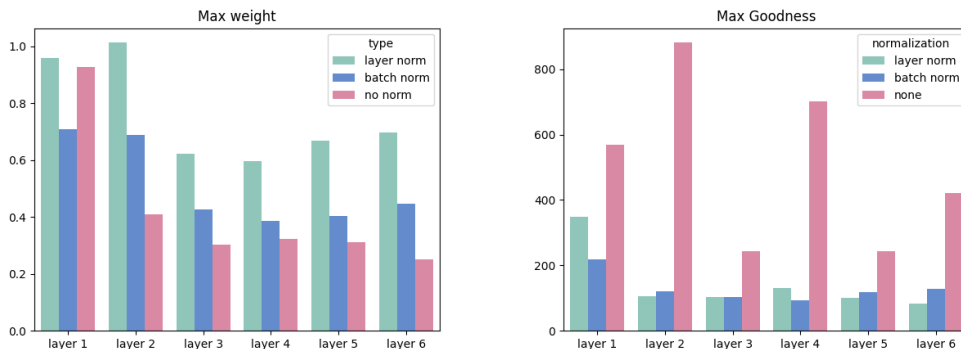 Max weight
1.0
0.8
0.6
0.4
0.2
0.0
type
layer norm
batch norm
no norm
layer 1 layer 2 layer 3 layer 4 layer 5 layer 6
Max Goodness
800
600
400
200
0
normalization
layer norm
batch norm
none
layer 1 layer 2 layer 3 layer 4 layer 5 layer 6